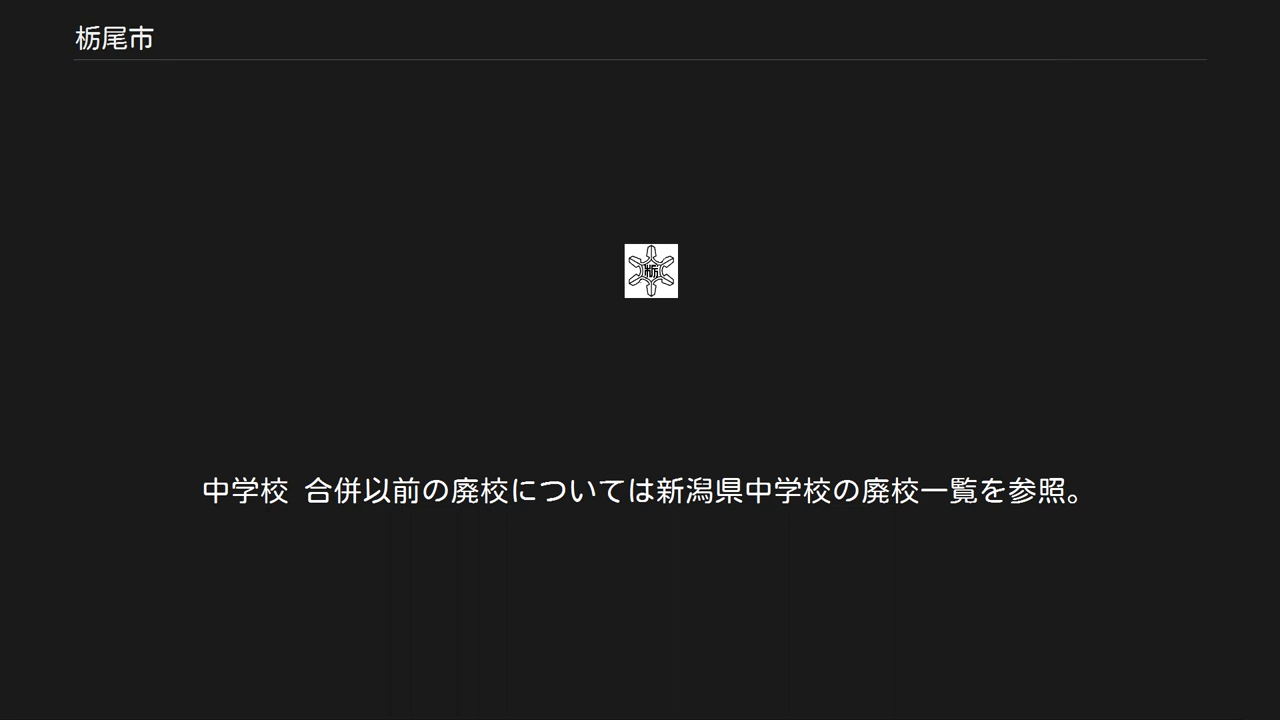 栃尾市
栃
中学校 合併以前の廃校については新潟県中学校の廃校一覧を参照。